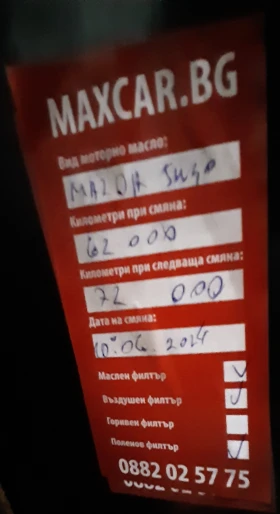 MAXCAR.BG
Вид моторно масло:
MAZDA 5W40
Километри при смяна:
62 000
Километри при следваща смяна:
72 000
Дата на смяна:
10.06.2024
Маслен филтър ✓
Въздушен филтър ✓
Горивен филтър
Поленов филтър ✓
0882 02 57 75